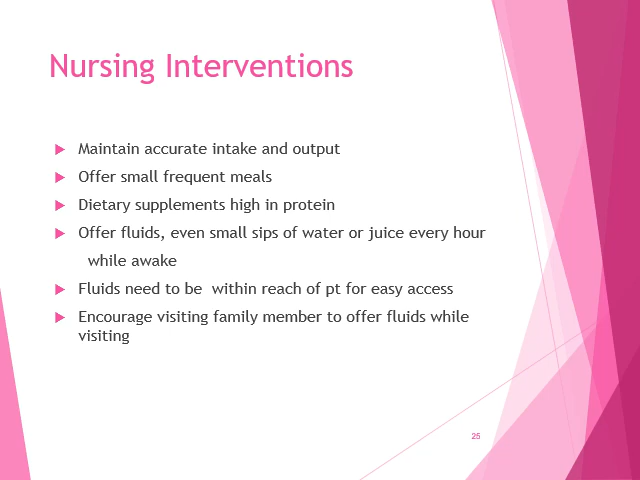 Nursing Interventions
Maintain accurate intake and output
Offer small frequent meals
Dietary supplements high in protein
Offer fluids, even small sips of water or juice every hour
while awake
Fluids need to be  within reach of pt for easy access
Encourage visiting family member to offer fluids while
visiting
25